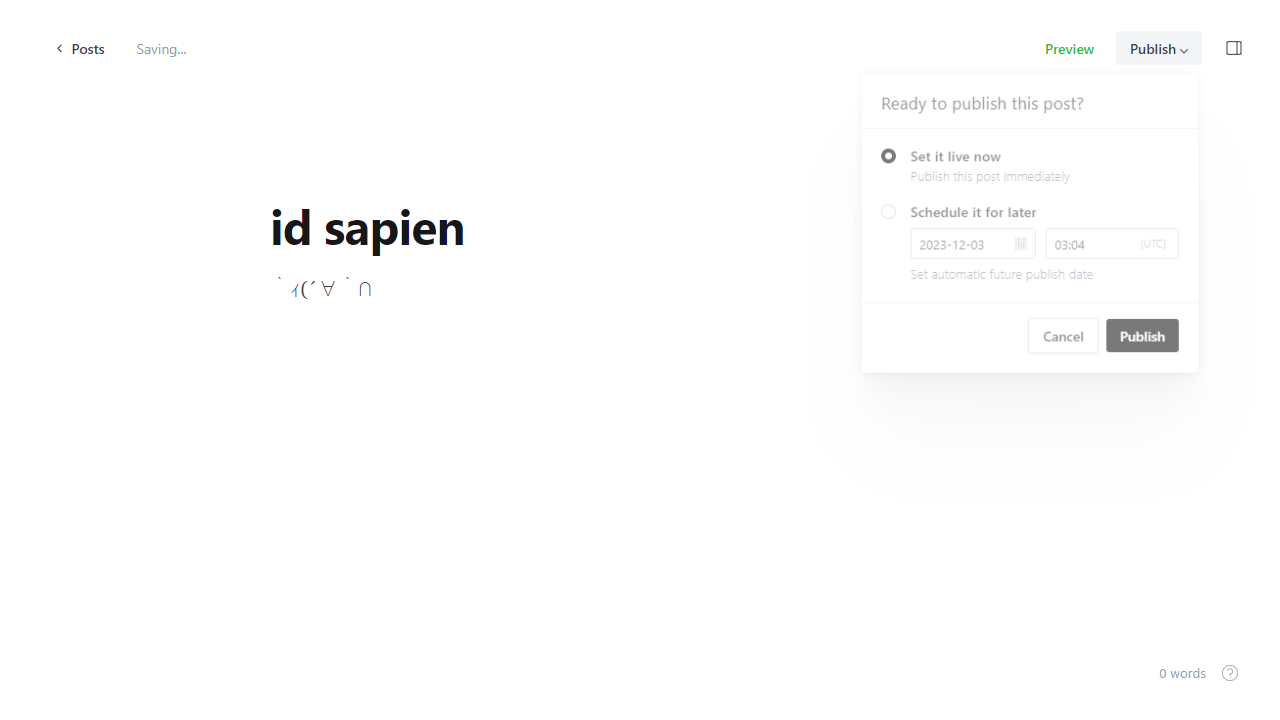 Posts
Saving...
Preview
Publish
Ready to publish this post?
Set it live now
Publish this post immediately
Schedule it for later
2023-12-03
03:04
(UTC)
Set automatic future publish date
Cancel
Publish
id sapien
｀ｨ(´∀｀∩
0 words